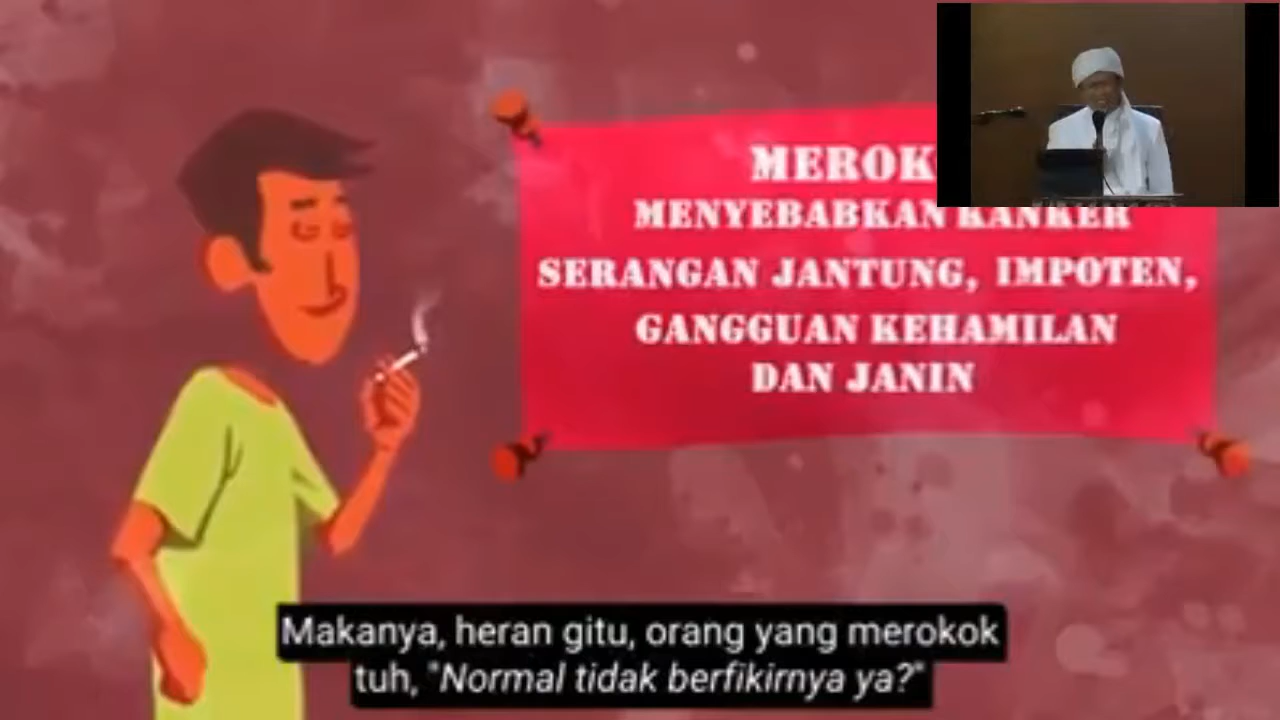 MEROK
MENYEBABKAN KANKER
SERANGAN JANTUNG, IMPOTEN,
GANGGUAN KEHAMILAN
DAN JANIN
Makanya, heran gitu, orang yang merokok
tuh, "Normal tidak berfikirnya ya?"